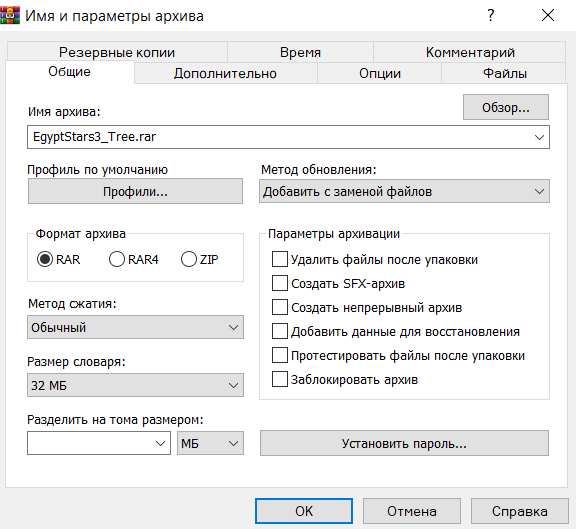 Имя и параметры архива
?
Резервные копии
Время
Комментарий
Общие
Дополнительно
Опции
Файлы
Имя архива:
Обзор...
EgyptStars3_Tree.rar
Профиль по умолчанию
Метод обновления:
Профили...
Добавить с заменой файлов
Формат архива
RAR
RAR4
ZIP
Метод сжатия:
Обычный
Размер словаря:
32 МБ
Разделить на тома размером:
МБ
Параметры архивации
Удалить файлы после упаковки
Создать SFX-архив
Создать непрерывный архив
Добавить данные для восстановления
Протестировать файлы после упаковки
Заблокировать архив
Установить пароль...
OK
Отмена
Справка